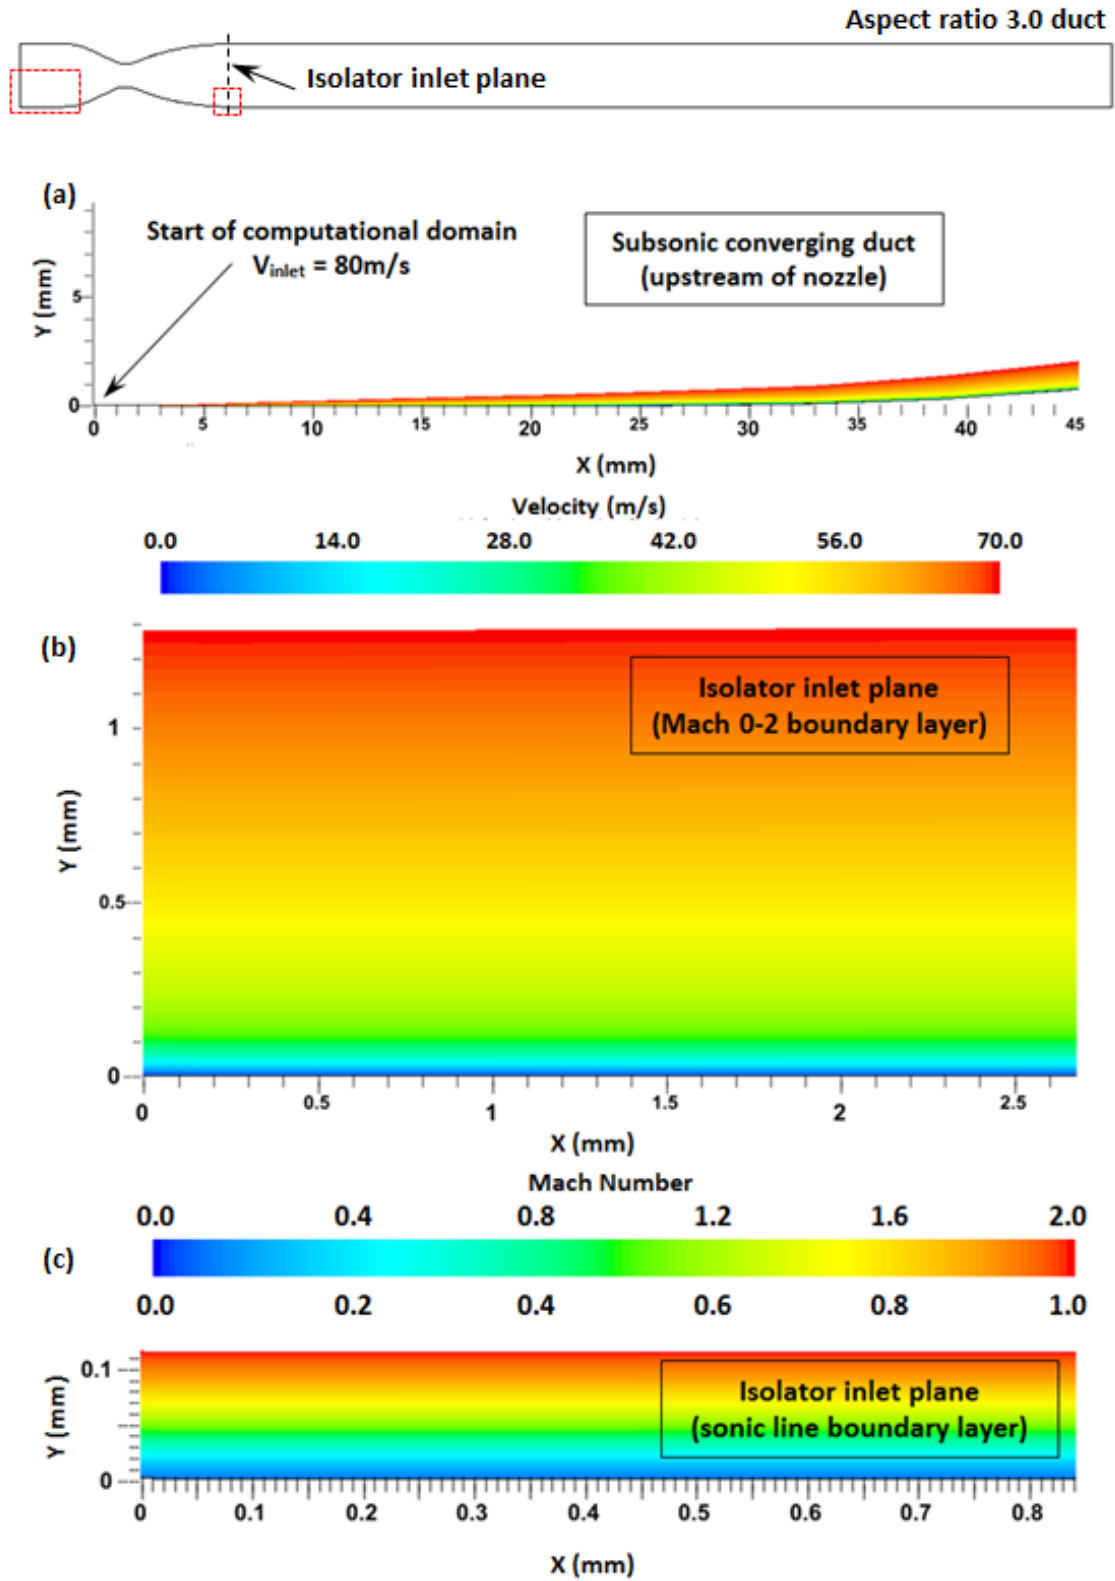 Aspect ratio 3.0 duct
Isolator inlet plane
(a)
Start of computational domain
Vinlet = 80m/s
Subsonic converging duct
(upstream of nozzle)
Y (mm)
5
0
0 5 10 15 20 25 30 35 40 45
X (mm)
Velocity (m/s)
0.0 14.0 28.0 42.0 56.0 70.0
(b)
Isolator inlet plane
(Mach 0-2 boundary layer)
Y (mm)
1
0.5
0
0 0.5 1 1.5 2 2.5
X (mm)
Mach Number
0.0 0.4 0.8 1.2 1.6 2.0
(c)
0.0 0.2 0.4 0.6 0.8 1.0
Isolator inlet plane
(sonic line boundary layer)
Y (mm)
0.1
0
0 0.1 0.2 0.3 0.4 0.5 0.6 0.7 0.8
X (mm)